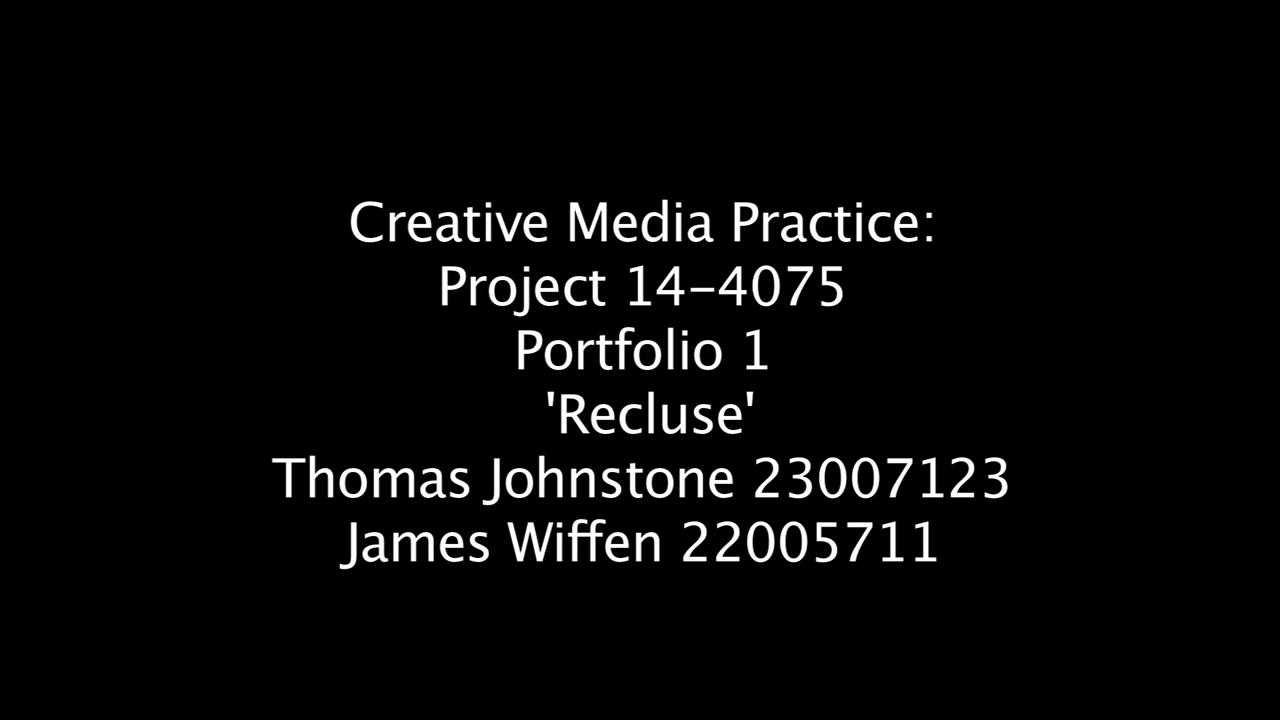 Creative Media Practice:
Project 14-4075
Portfolio 1
'Recluse'
Thomas Johnstone 23007123
James Wiffen 22005711